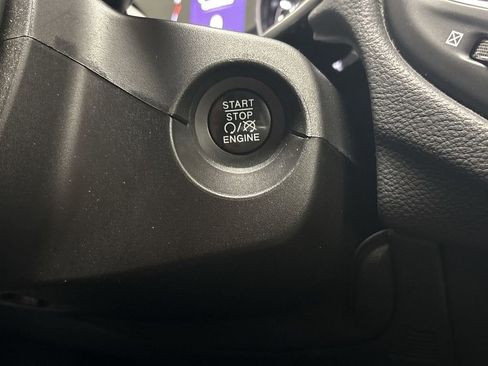 START
STOP
/
ENGINE